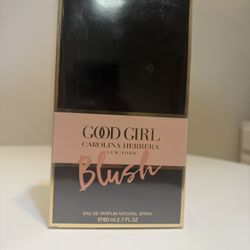 GOOD GIRL
CAROLINA HERRERA
NEW YORK
Blush
EAU DE PARFUM NATURAL SPRAY
℮ 80 ml. 2.7 FL.OZ